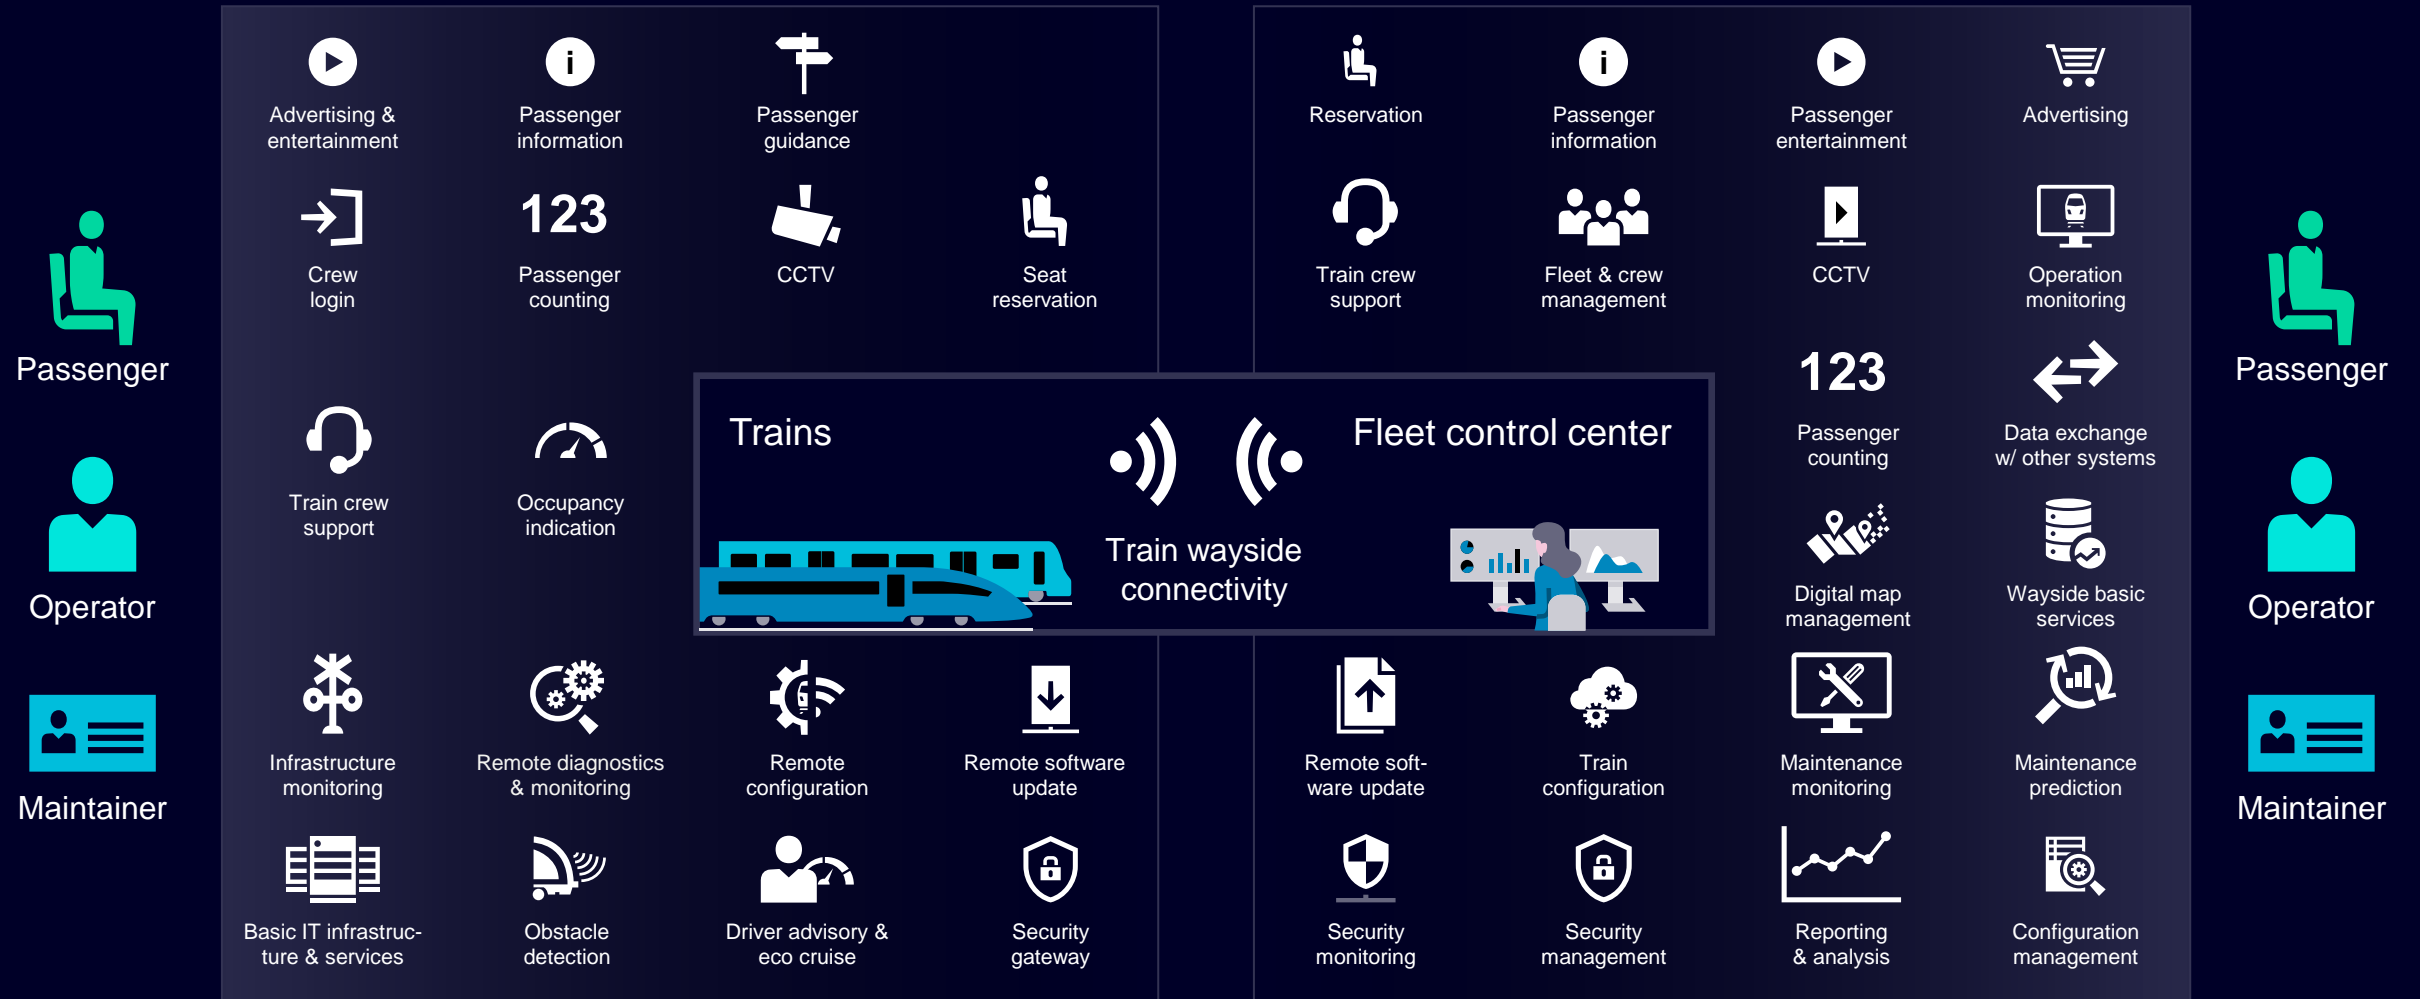 Passenger
Operator
Maintainer
Advertising &
entertainment
Passenger
information
Passenger
guidance
Crew
login
123
Passenger
counting
CCTV
Seat
reservation
Train crew
support
Occupancy
indication
Infrastructure
monitoring
Remote diagnostics
& monitoring
Remote
configuration
Remote software
update
Basic IT infrastruc-
ture & services
Obstacle
detection
Driver advisory &
eco cruise
Security
gateway
Trains
Train wayside
connectivity
Fleet control center
Reservation
i
Passenger
information
i
Passenger
entertainment
Advertising
Train crew
support
Fleet & crew
management
CCTV
Operation
monitoring
123
Passenger
counting
Data exchange
w/ other systems
Digital map
management
Wayside basic
services
Remote soft-
ware update
Train
configuration
Maintenance
monitoring
Maintenance
prediction
Security
monitoring
Security
management
Reporting
& analysis
Configuration
management
Passenger
Operator
Maintainer